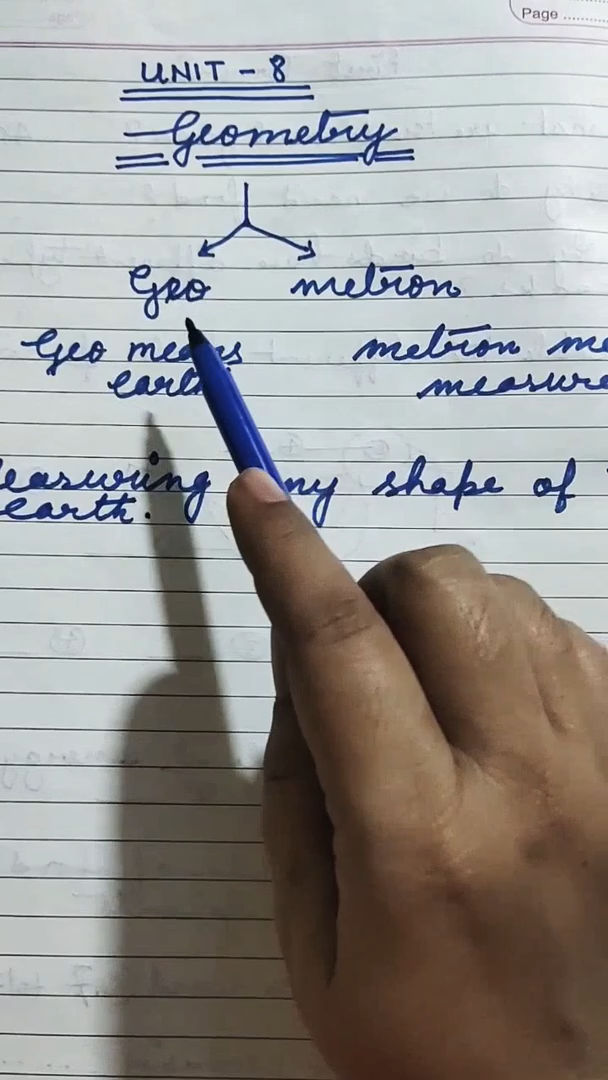 Page
UNIT - 8
Geometry
Geo metron
Geo means metron me
earth measure
easuring any shape of
earth.